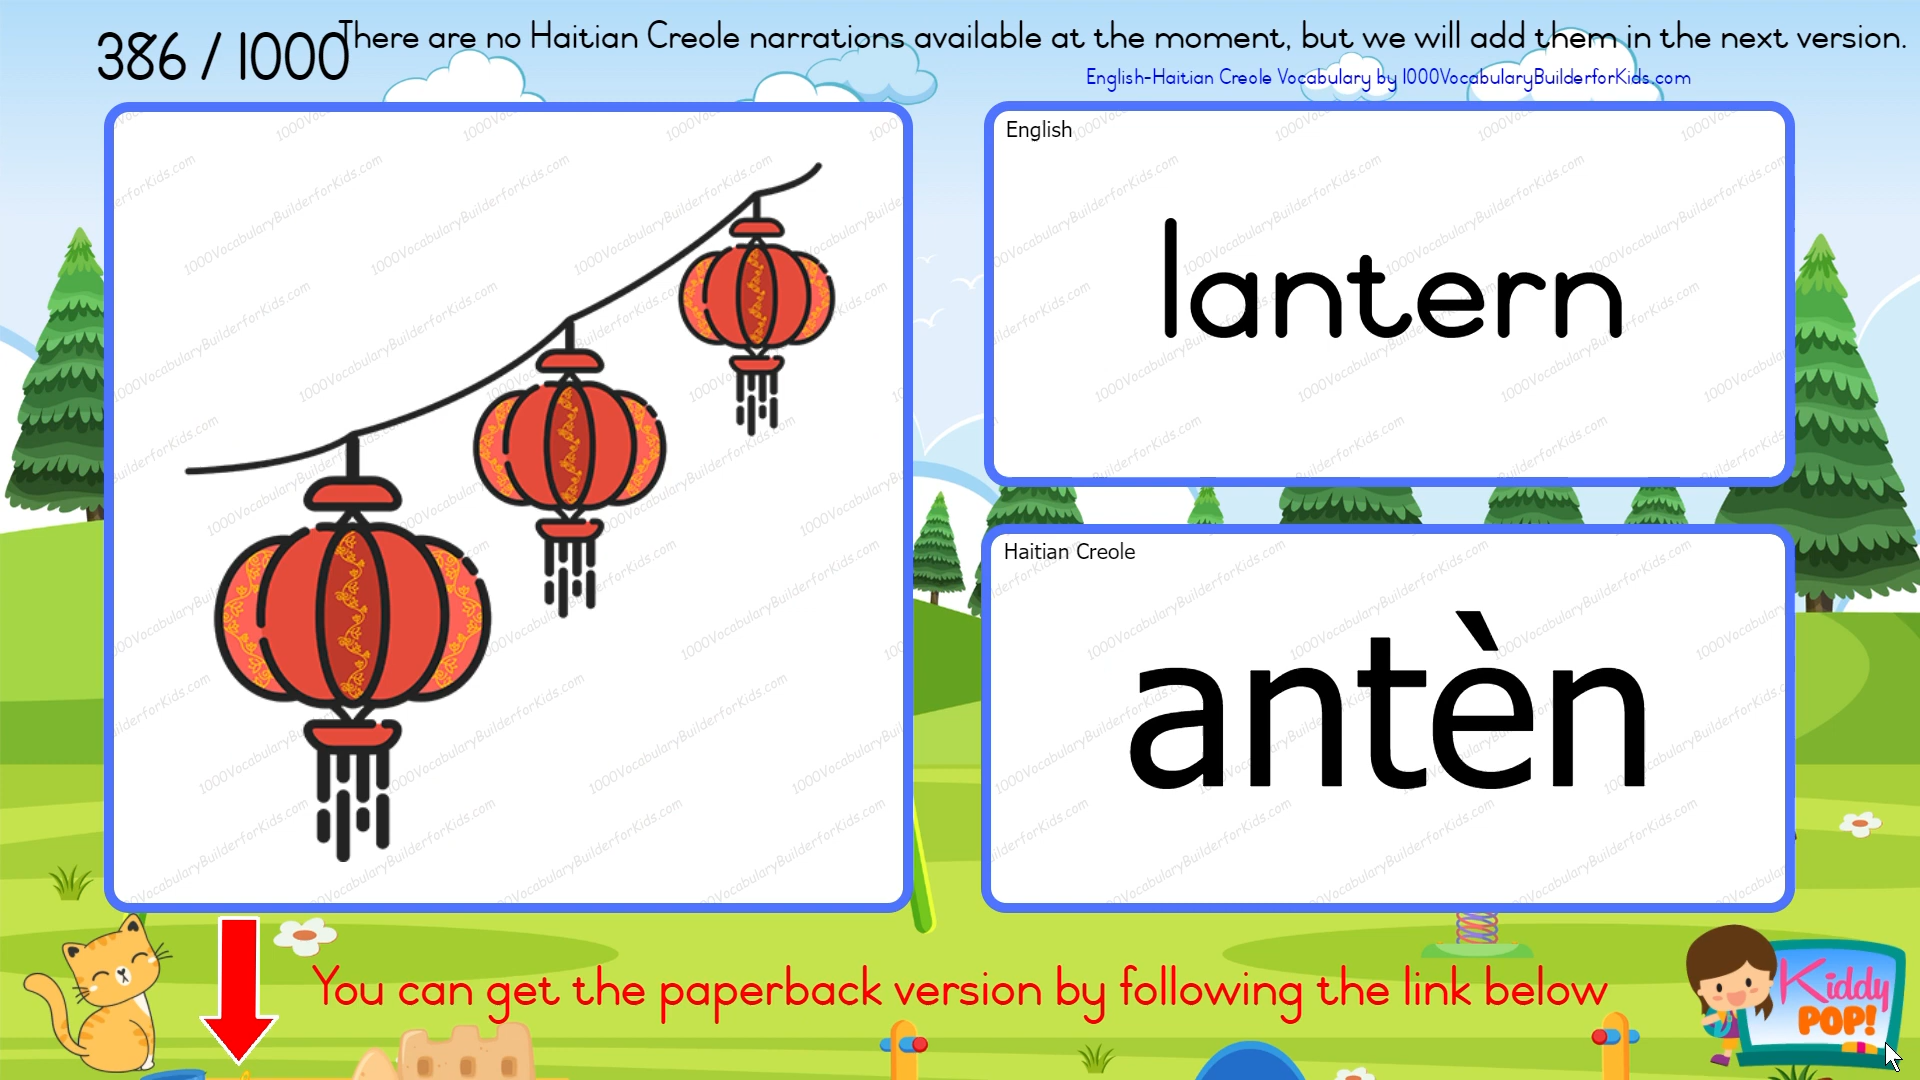 386 / 1000
There are no Haitian Creole narrations available at the moment, but we will add them in the next version.
English-Haitian Creole Vocabulary by 1000VocabularyBuilderforKids.com
English
lantern
Haitian Creole
antèn
You can get the paperback version by following the link below
Kiddy
POP!
1000VocabularyBuilderforKids.com